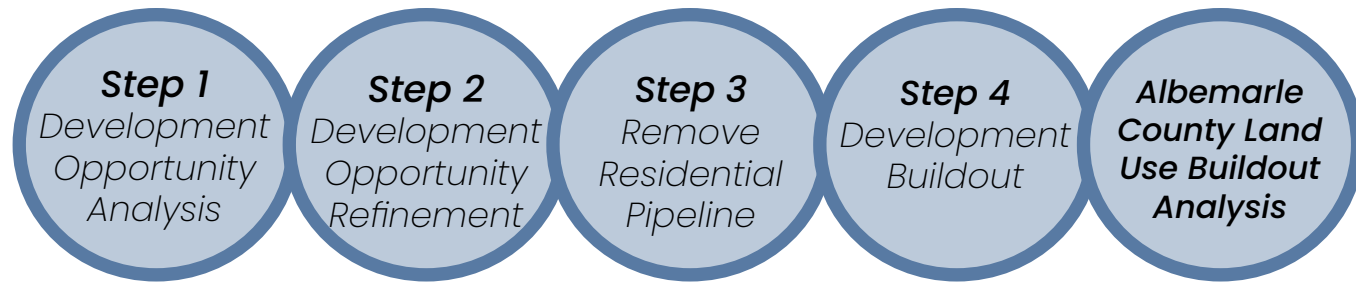 Step 1
Development
Opportunity
Analysis
Step 2
Development
Opportunity
Refinement
Step 3
Remove
Residential
Pipeline
Step 4
Development
Buildout
Albemarle
County Land
Use Buildout
Analysis